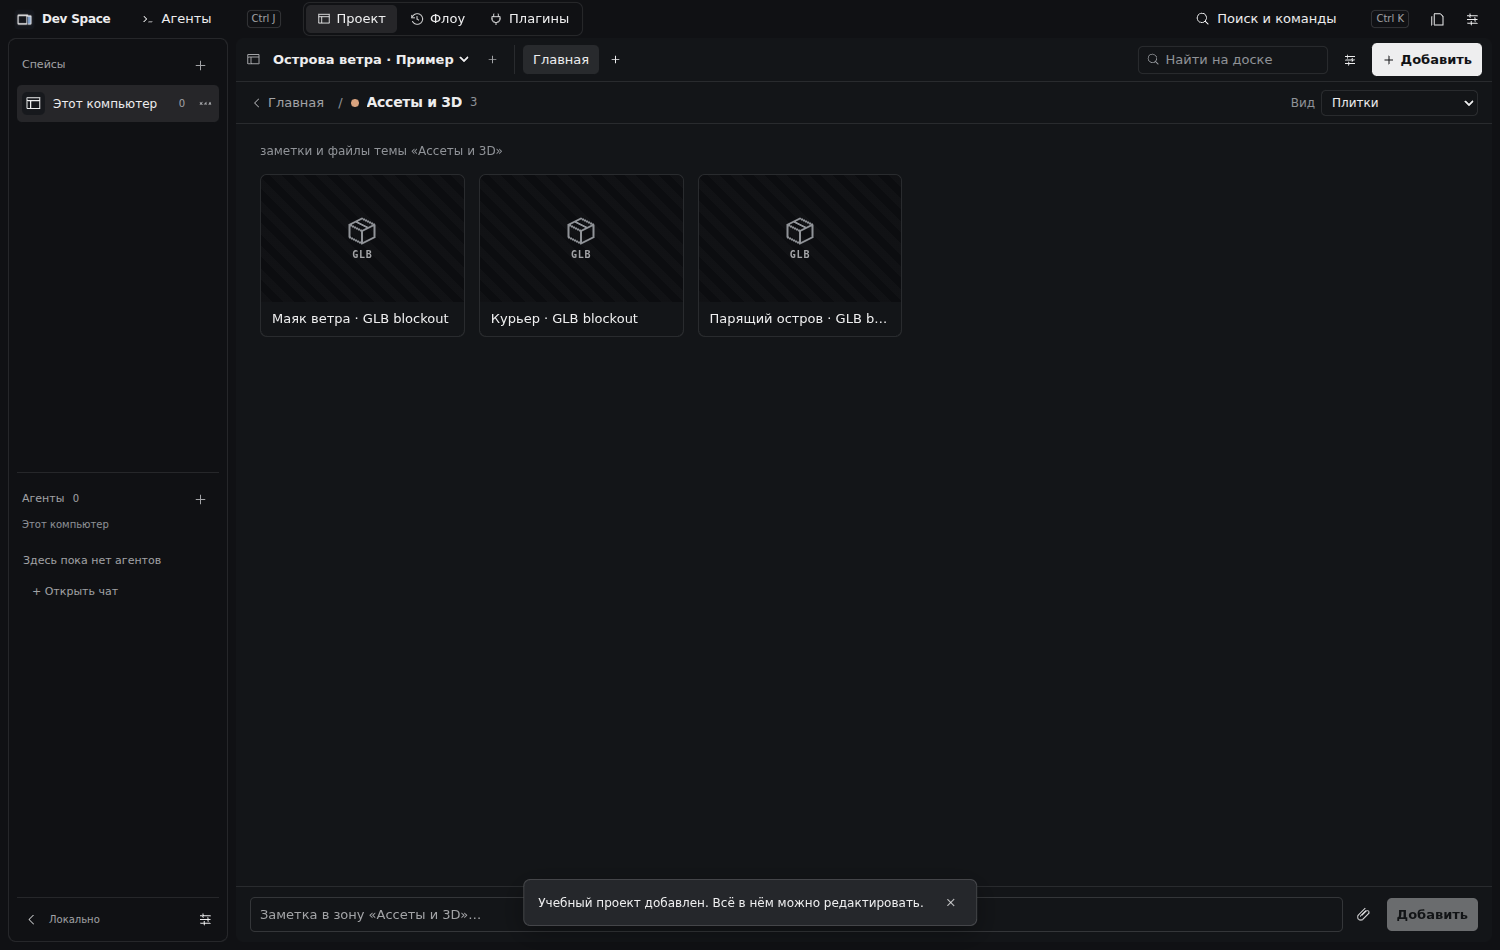 Dev Space
Агенты
Ctrl J
Проект
Флоу
Плагины
Поиск и команды
Ctrl K
Спейсы
Этот компьютер 0
Острова ветра · Пример
Главная
Найти на доске
Добавить
Главная / Ассеты и 3D 3
Вид
Плитки
заметки и файлы темы «Ассеты и 3D»
GLB
Маяк ветра · GLB blockout
GLB
Курьер · GLB blockout
GLB
Парящий остров · GLB b...
Агенты 0
Этот компьютер
Здесь пока нет агентов
+ Открыть чат
Локально
Заметка в зону «Ассеты и 3D»...
Учебный проект добавлен. Всё в нём можно редактировать.
Добавить